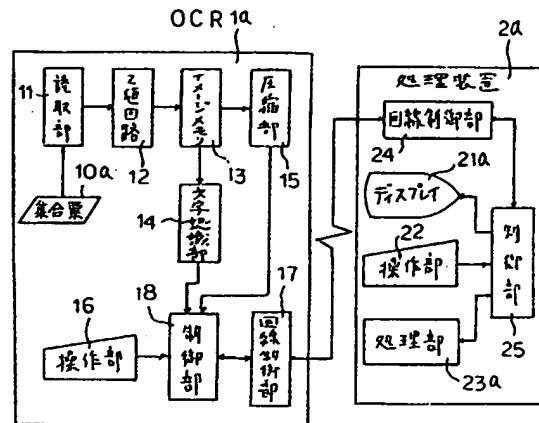 OCR 1a
2a
11
読取部
12
2値回路
イメージメモリ
13
圧縮部
15
処理装置
回線制御部
24
21a
ディスプレイ
10a
集合票
14
文字認識部
22
操作部
制御部
25
16
操作部
18
制御部
17
回線制御部
処理部
23a